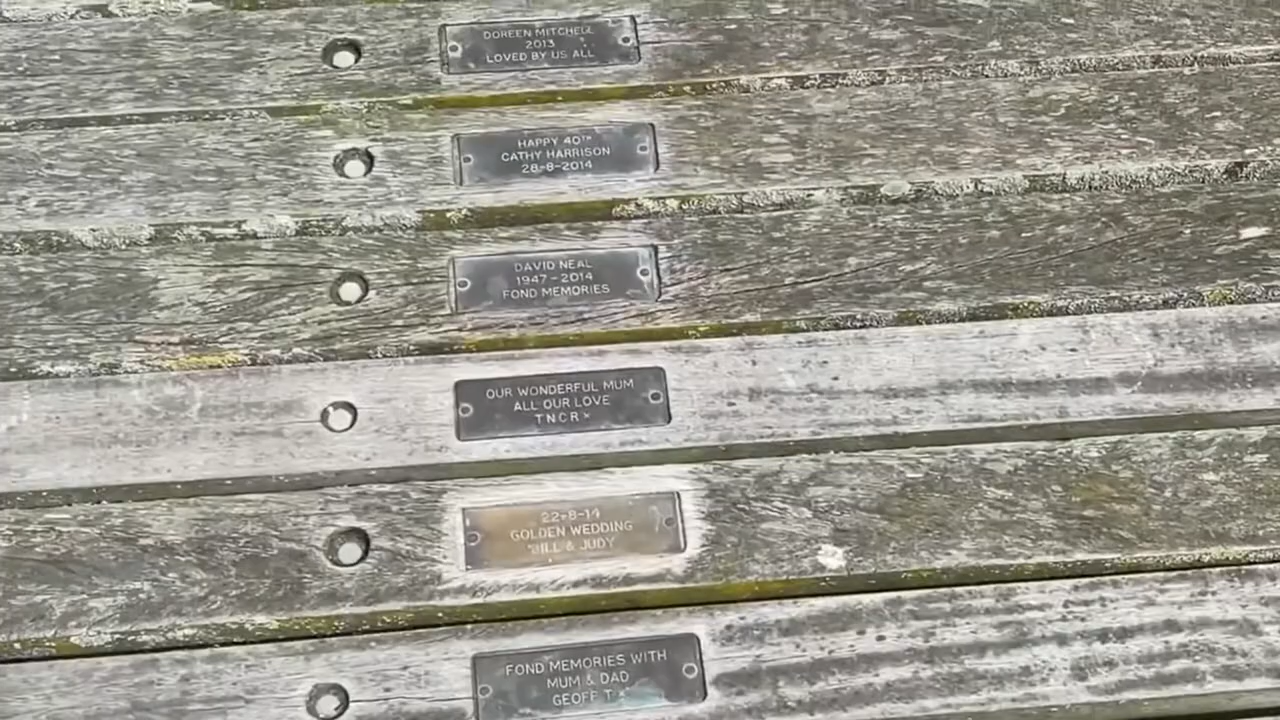 DOREEN MITCHELL
2013
LOVED BY US ALL
HAPPY 40TH
CATHY HARRISON
28-8-2014
DAVID NEAL
1947-2014
FOND MEMORIES
OUR WONDERFUL MUM
ALL OUR LOVE
TNCR x
22-8-14
GOLDEN WEDDING
BILL & JUDY
FOND MEMORIES WITH
MUM & DAD
GEOFF T